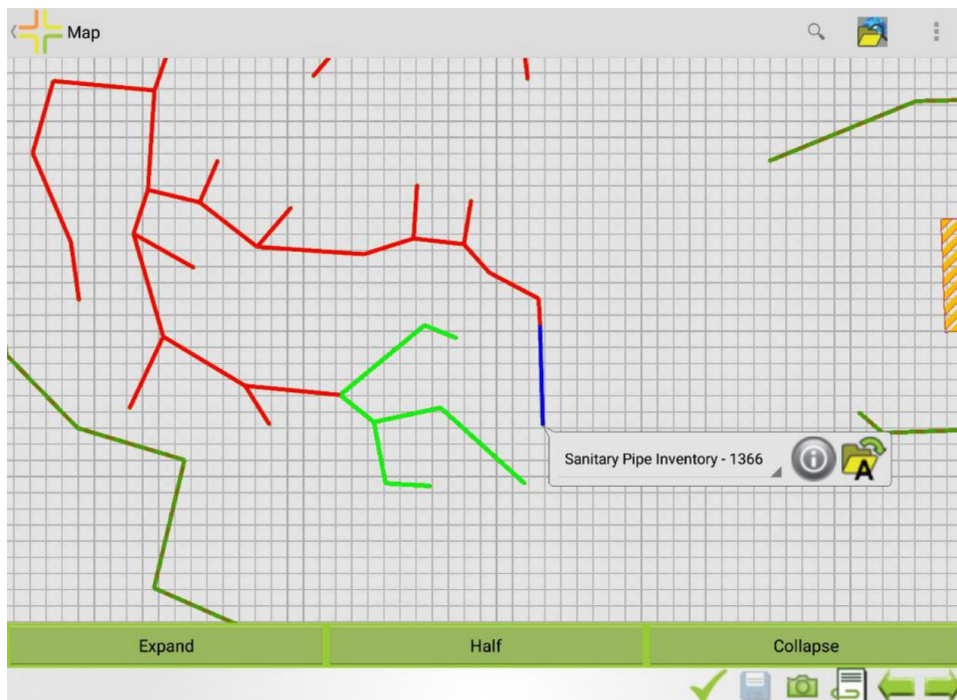 Map
Sanitary Pipe Inventory - 1366
A
Expand
Half
Collapse